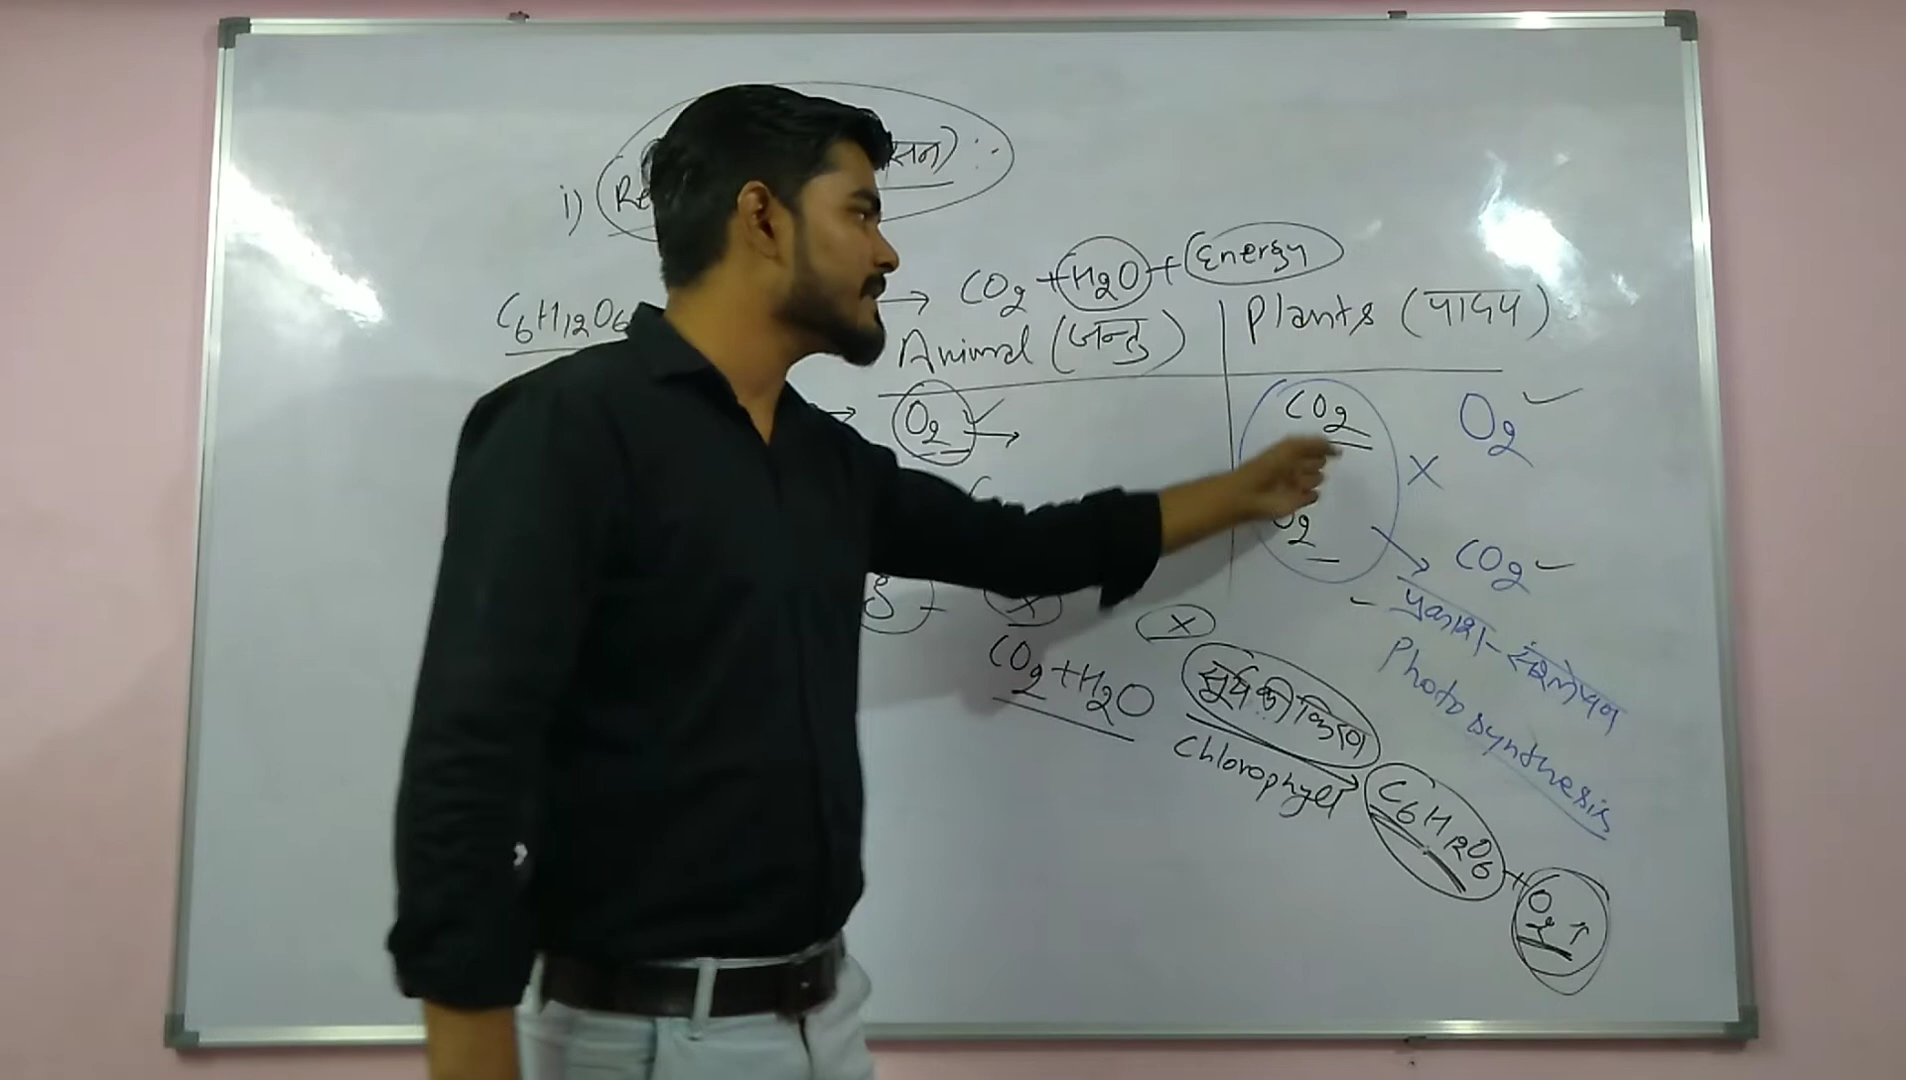 i) (Re सन) :-
C6H12O6 → CO2 + H2O + Energy
Animal (जन्तु) | Plants (पादप)
→ O2 ✓ →
CO2 × O2 ✓
O2 → CO2 ✓
प्रकाश-संश्लेषण
Photosynthesis
×
×
CO2 + H2O सूर्य की किरण Chlorophyll → C6H12O6 + O2 ↑